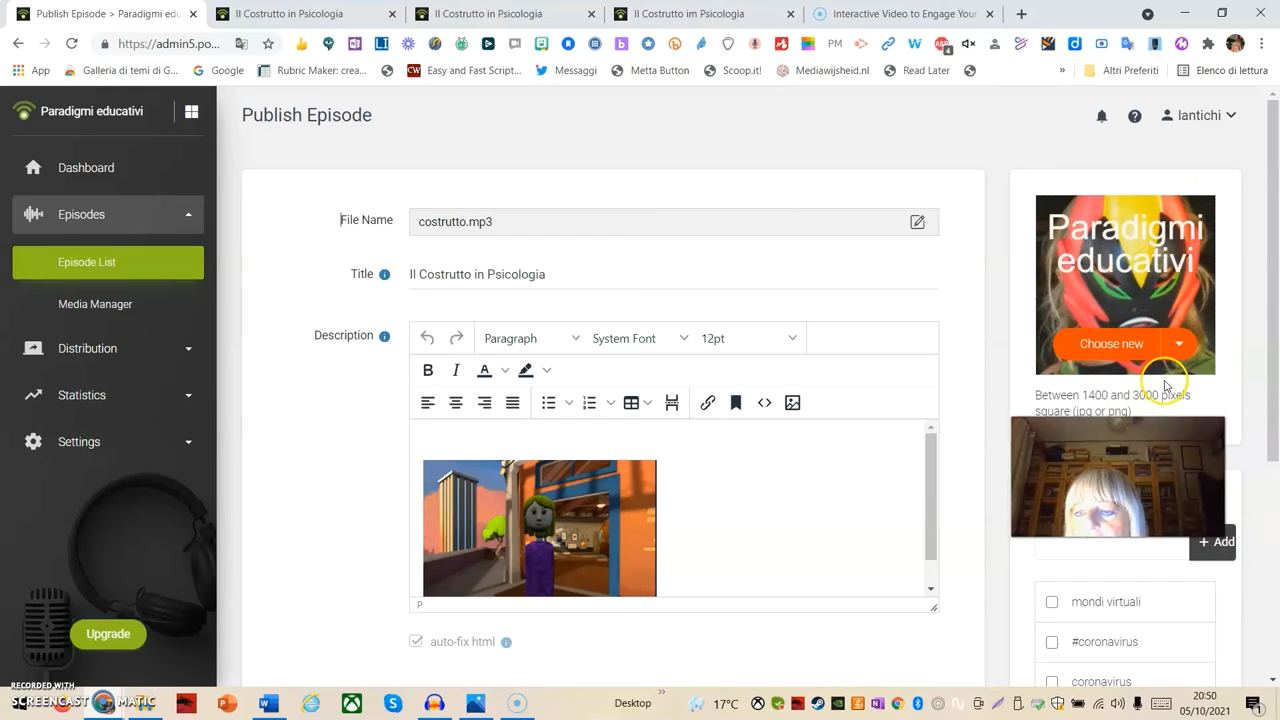 Publish Episode > Paradigmi edu
Il Costrutto in Psicologia
Il Costrutto in Psicologia
Il Costrutto im Psicologia
Interactive Video to Engage Your
https://admin5.po...
PM
4
App
Galleria di temi di G...
Google
Rubric Maker: crea...
Easy and Fast Script...
Messaggi
Metta Button
Scoop.it!
Mediawijsheid.nl
Read Later
»
Altri Preferiti
Elenco di lettura
Paradigmi educativi
Publish Episode
lantichi
Dashboard
Episodes
Episode List
Media Manager
Distribution
Statistics
Settings
Upgrade
File Name
costrutto.mp3
Title
Il Costrutto in Psicologia
Description
Paragraph
System Font
12pt
B I A
P
auto-fix html
Paradigmi
educativi
Choose new
Between 1400 and 3000 pixels
square (jpg or png)
+ Add
mondi virtuali
#coronavirus
coronavirus
RECORDED WITH
SCREENCAST MATIC
Desktop
17°C
20:50
05/10/2021